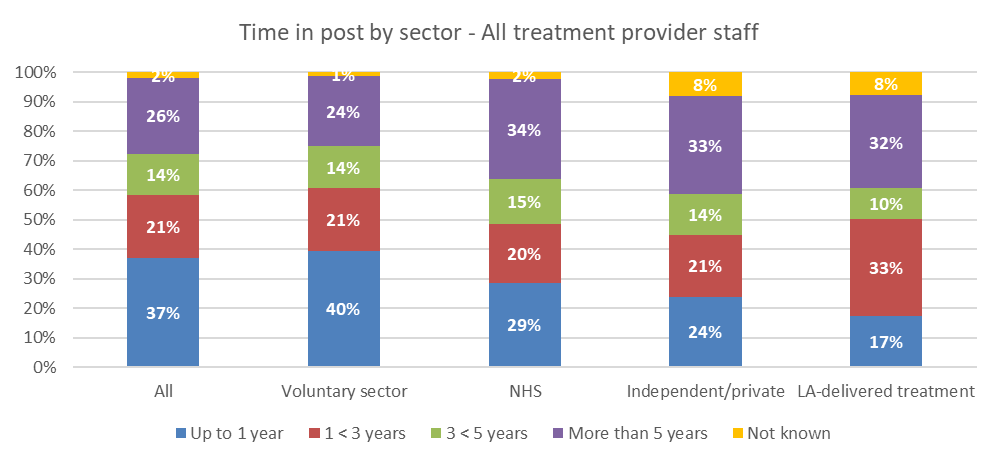 Time in post by sector - All treatment provider staff
100%
90%
80%
70%
60%
50%
40%
30%
20%
10%
0%
2% 1% 2% 8% 8%
26% 24% 34% 33% 32%
14% 14% 15% 14% 10%
21% 21% 20% 21% 33%
37% 40% 29% 24% 17%
All Voluntary sector NHS Independent/private LA-delivered treatment
Up to 1 year 1 < 3 years 3 < 5 years More than 5 years Not known